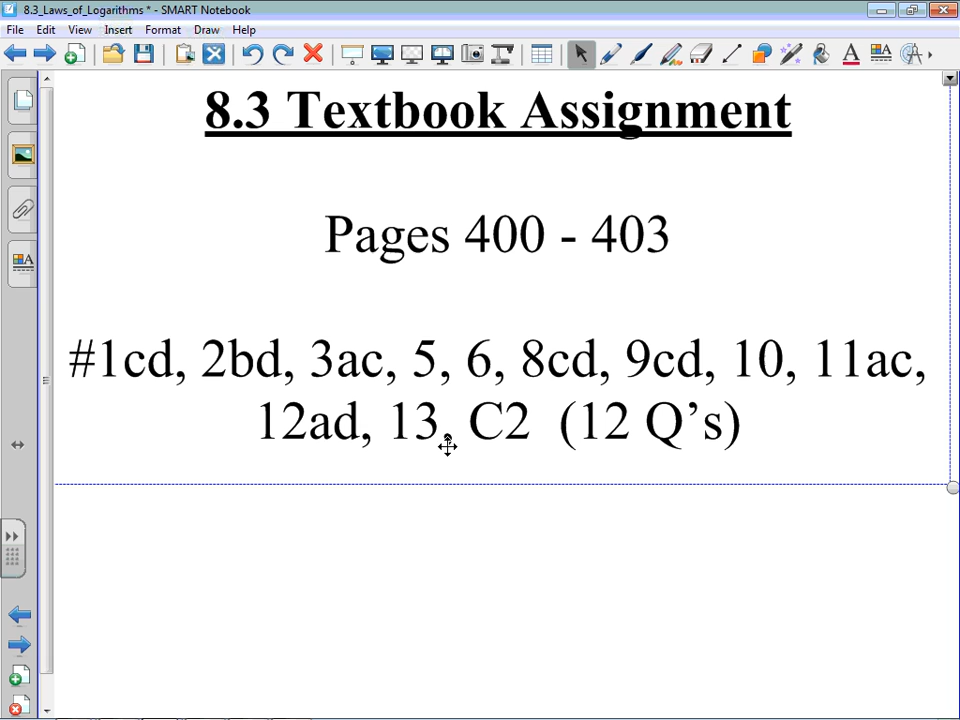 8.3_Laws_of_Logarithms * - SMART Notebook
File Edit View Insert Format Draw Help
8.3 Textbook Assignment
Pages 400 - 403
#1cd, 2bd, 3ac, 5, 6, 8cd, 9cd, 10, 11ac,
12ad, 13, C2 (12 Q’s)